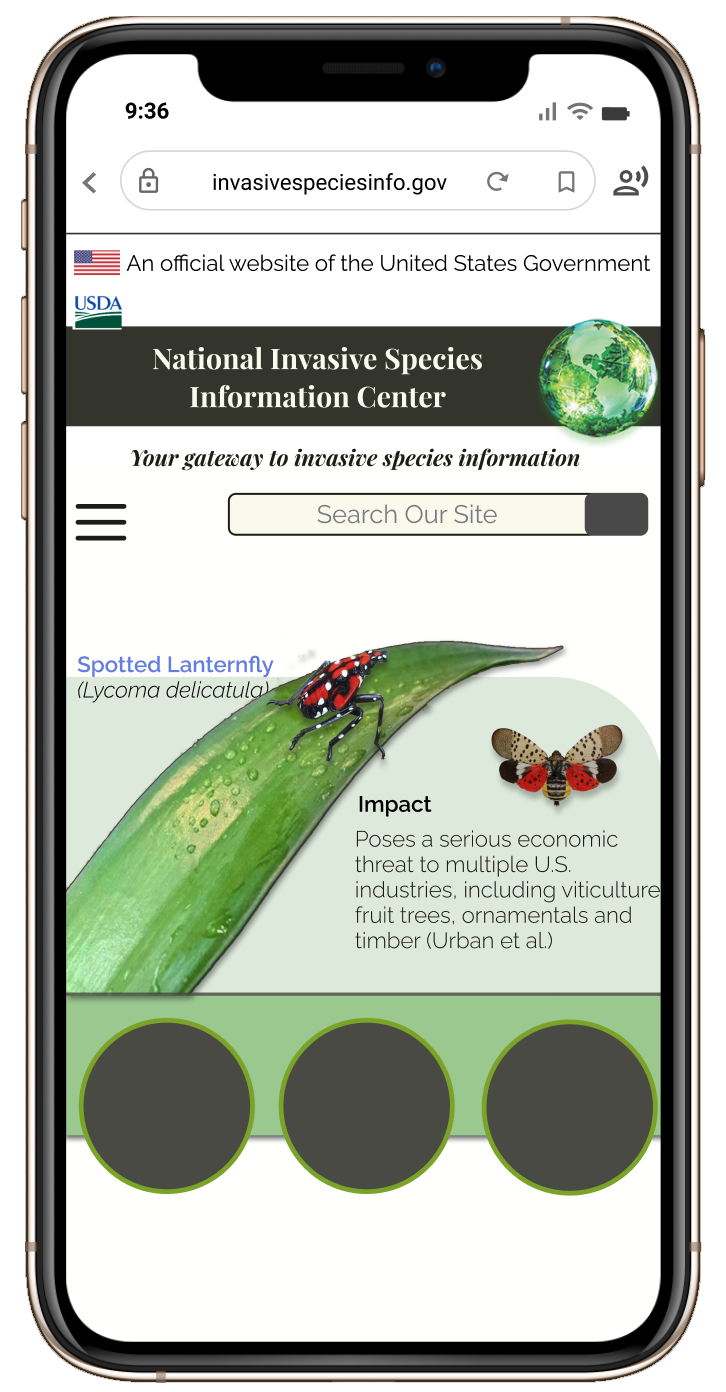 9:36
invasivespeciesinfo.gov
An official website of the United States Government
USDA
National Invasive Species
Information Center
Your gateway to invasive species information
Search Our Site
Spotted Lanternfly
(Lycoma delicatula)
Impact
Poses a serious economic
threat to multiple U.S.
industries, including viticulture
fruit trees, ornamentals and
timber (Urban et al.)